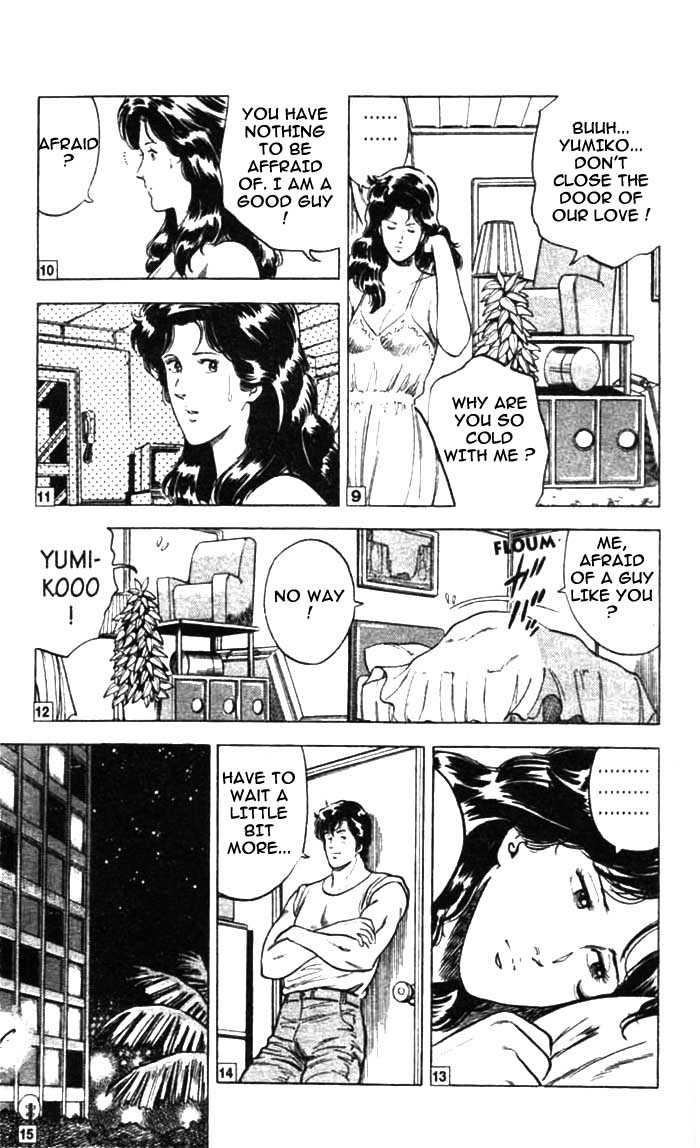 BUUH...
YUMIKO...
DON'T
CLOSE THE
DOOR OF
OUR LOVE !
.......
.......
WHY ARE
YOU SO
COLD
WITH ME ?
9
YOU HAVE
NOTHING
TO BE
AFFRAID
OF. I AM A
GOOD GUY
!
AFRAID
?
10
11
ME,
AFRAID
OF A GUY
LIKE YOU
?
FLOUM
NO WAY
!
YUMI-
KOOO
!
12
.........
.........
.........
13
HAVE TO
WAIT A
LITTLE
BIT
MORE...
14
15